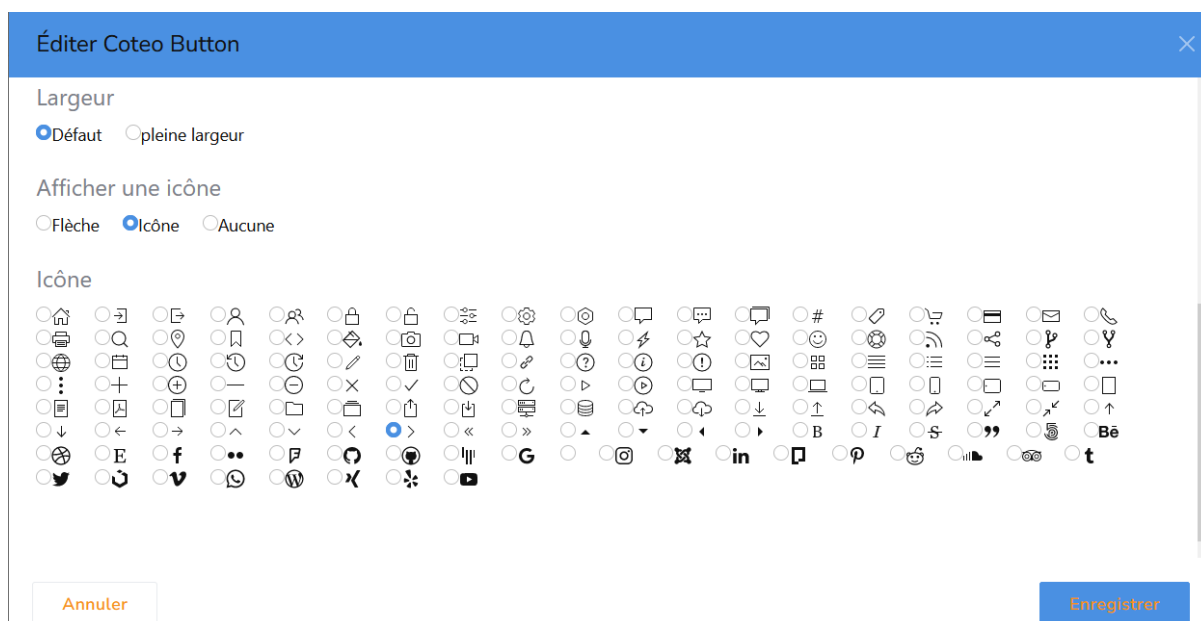 Éditer Coteo Button
Largeur
Défaut pleine largeur
Afficher une icône
Flèche Icône Aucune
Icône
Annuler Enregistrer